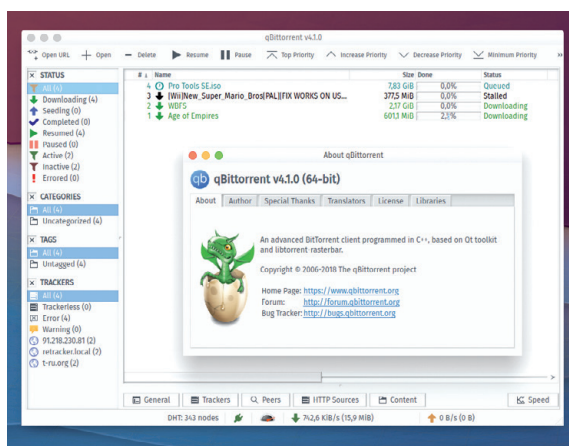 qBittorrent v4.1.0
Open URL Open Delete Resume Pause Top Priority Increase Priority Decrease Priority Minimum Priority »
STATUS
All (4)
Downloading (4)
Seeding (0)
Completed (0)
Resumed (4)
Paused (0)
Active (2)
Inactive (2)
Errored (0)
CATEGORIES
All (4)
Uncategorized (4)
TAGS
All (4)
Untagged (4)
TRACKERS
All (4)
Trackerless (0)
Error (4)
Warning (0)
91.218.230.81 (2)
retracker.local (2)
t-ru.org (2)
# Name Size Done Status
4 Pro Tools SE.iso 7,83 GiB 0,0% Queued
3 [Wii]New_Super_Mario_Bros[PAL][FIX WORKS ON US... 377,5 MiB 0,0% Stalled
2 WBFS 2,17 GiB 0,0% Downloading
1 Age of Empires 601,1 MiB 2,1% Downloading
About qBittorrent
qb qBittorrent v4.1.0 (64-bit)
About Author Special Thanks Translators License Libraries
An advanced BitTorrent client programmed in C++, based on Qt toolkit
and libtorrent-rasterbar.
Copyright © 2006-2018 The qBittorrent project
Home Page: https://www.qbittorrent.org
Forum: http://forum.qbittorrent.org
Bug Tracker: http://bugs.qbittorrent.org
General Trackers Peers HTTP Sources Content Speed
DHT: 343 nodes 742,6 KiB/s (15,9 MiB) 0 B/s (0 B)